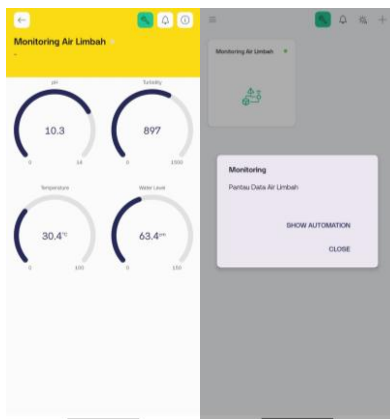 Monitoring Air Limbah
-
pH
10.3
0 14
Turbidity
897
0 1500
Temperature
30.4°C
0 100
Water Level
63.4cm
0 150
Monitoring Air Limbah
Monitoring
Pantau Data Air Limbah
SHOW AUTOMATION
CLOSE